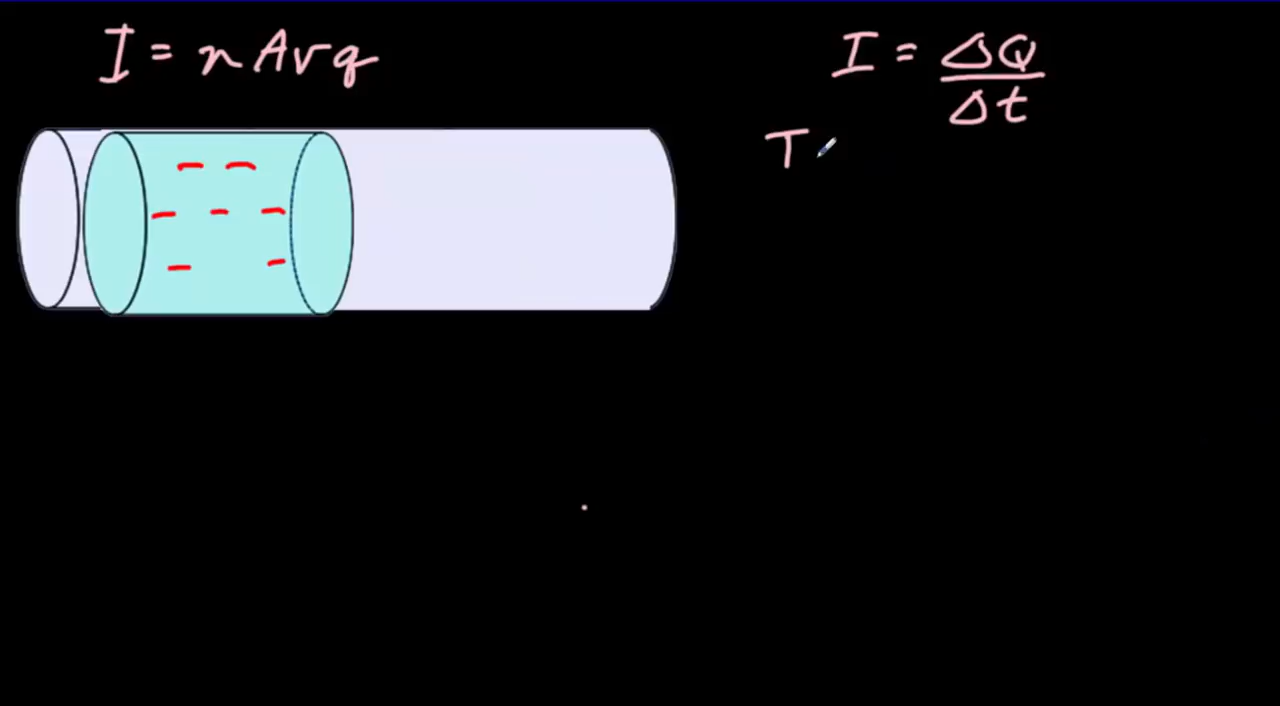 I = nAvq
I = ΔQ/Δt
T